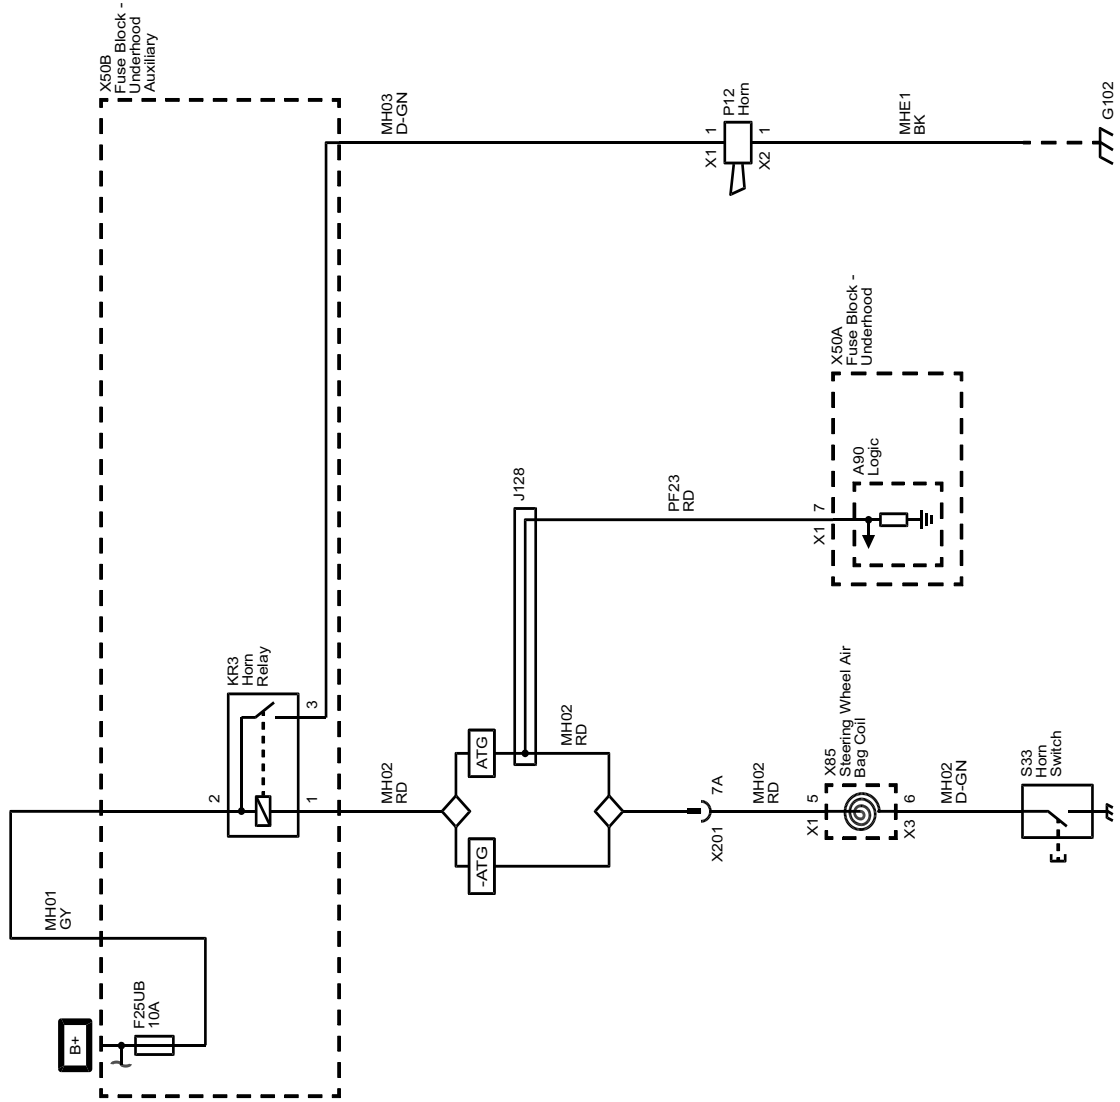 X50B
Fuse Block -
Underhood
Auxiliary
MH01
GY
B+
F25UB
10A
KR3
Horn
Relay
2
1
3
MH03
D-GN
MH02
RD
-ATG
ATG
J128
MH02
RD
PF23
RD
X201
7A
MH02
RD
X85
Steering Wheel Air
Bag Coil
X1
5
X3
6
MH02
D-GN
S33
Horn
Switch
X50A
Fuse Block -
Underhood
X1
7
A90
Logic
P12
Horn
X1
1
X2
1
MHE1
BK
G102